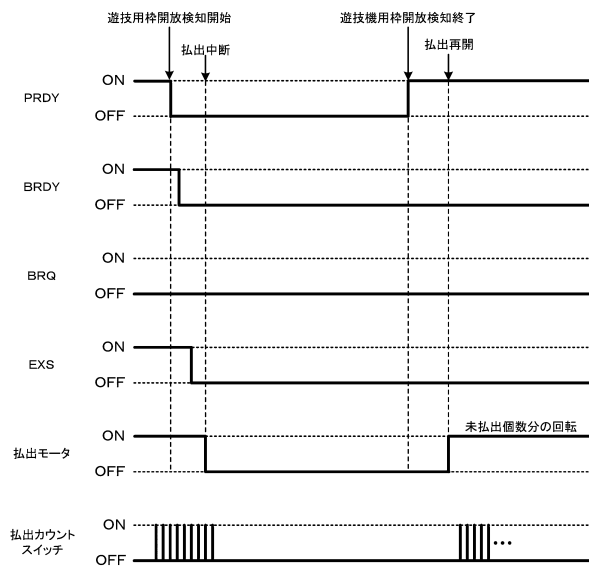 遊技用枠開放検知開始
遊技機用枠開放検知終了
払出中断
払出再開
PRDY
ON
OFF
BRDY
ON
OFF
BRQ
ON
OFF
EXS
ON
OFF
払出モータ
ON
OFF
未払出個数分の回転
払出カウント
スイッチ
ON
OFF
•••